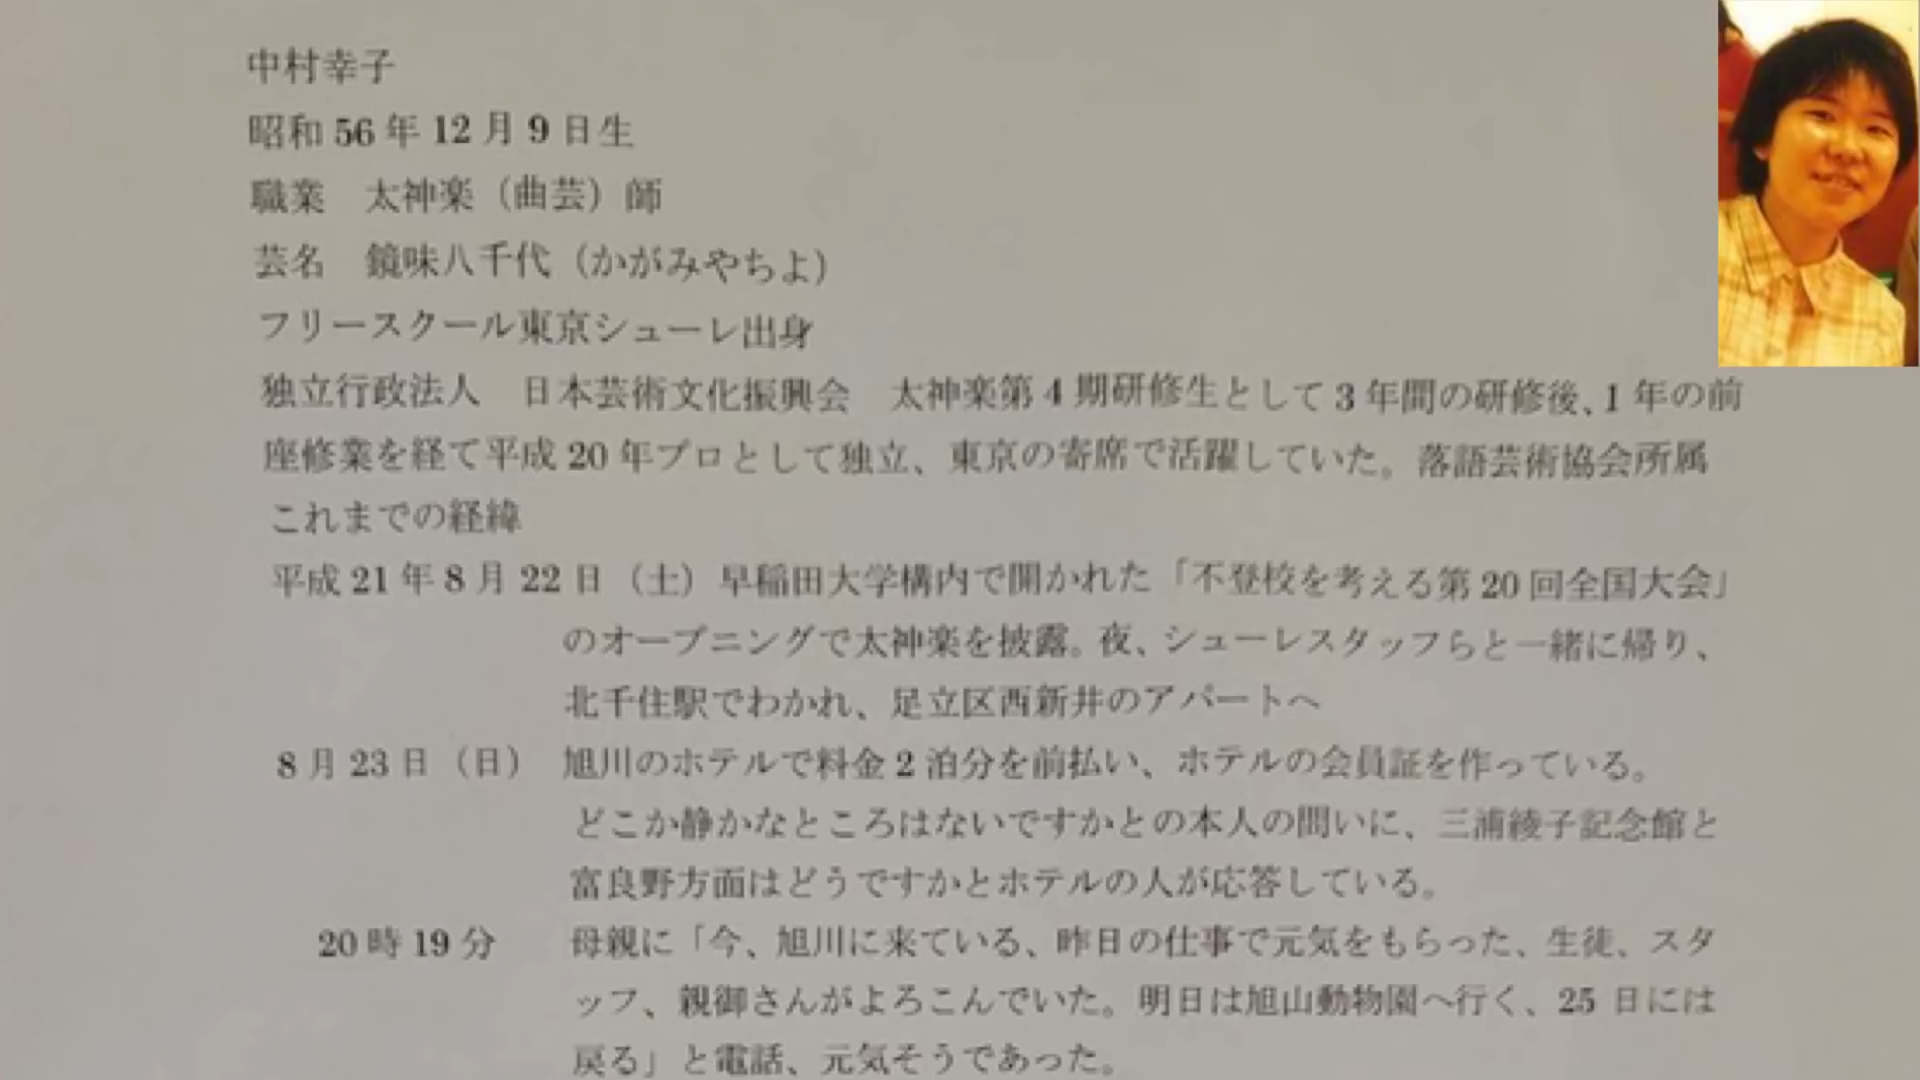 中村幸子
昭和56年12月9日生
職業　太神楽（曲芸）師
芸名　鏡味八千代（かがみやちよ）
フリースクール東京シューレ出身
独立行政法人　日本芸術文化振興会　太神楽第4期研修生として3年間の研修後、1年の前
座修業を経て平成20年プロとして独立、東京の寄席で活躍していた。落語芸術協会所属
これまでの経緯
平成21年8月22日（土）早稲田大学構内で開かれた「不登校を考える第20回全国大会」
のオープニングで太神楽を披露。夜、シューレスタッフらと一緒に帰り、
北千住駅でわかれ、足立区西新井のアパートへ
8月23日（日）　旭川のホテルで料金2泊分を前払い、ホテルの会員証を作っている。
どこか静かなところはないですかとの本人の問いに、三浦綾子記念館と
富良野方面はどうですかとホテルの人が応答している。
20時19分　母親に「今、旭川に来ている、昨日の仕事で元気をもらった、生徒、スタ
ッフ、親御さんがよろこんでいた。明日は旭山動物園へ行く、25日には
戻る」と電話、元気そうであった。